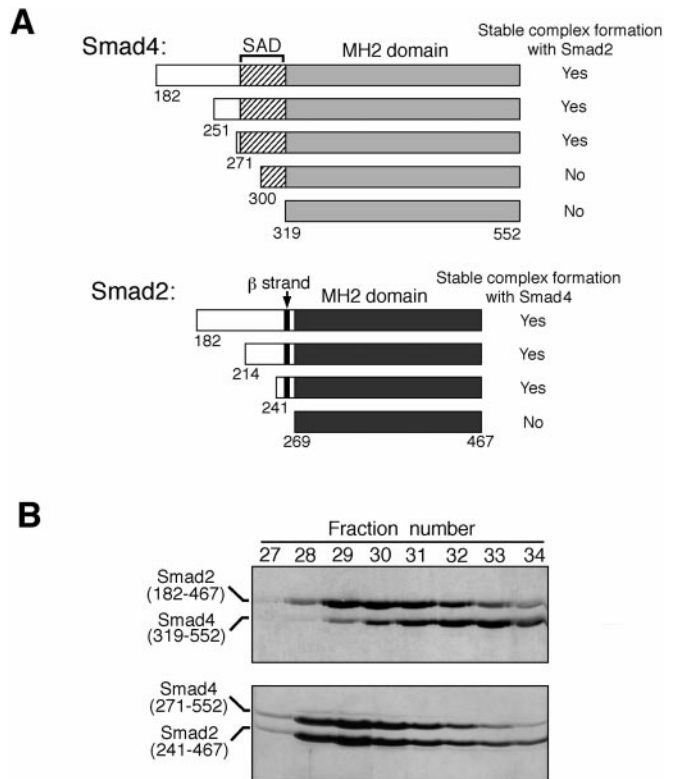 A
Smad4:
SAD
MH2 domain
Stable complex formation
with Smad2
182
Yes
251
Yes
271
Yes
300
No
319
552
No
Smad2:
β strand
MH2 domain
Stable complex formation
with Smad4
182
Yes
214
Yes
241
Yes
269
467
No
B
Fraction number
27 28 29 30 31 32 33 34
Smad2
(182-467)
Smad4
(319-552)
Smad4
(271-552)
Smad2
(241-467)